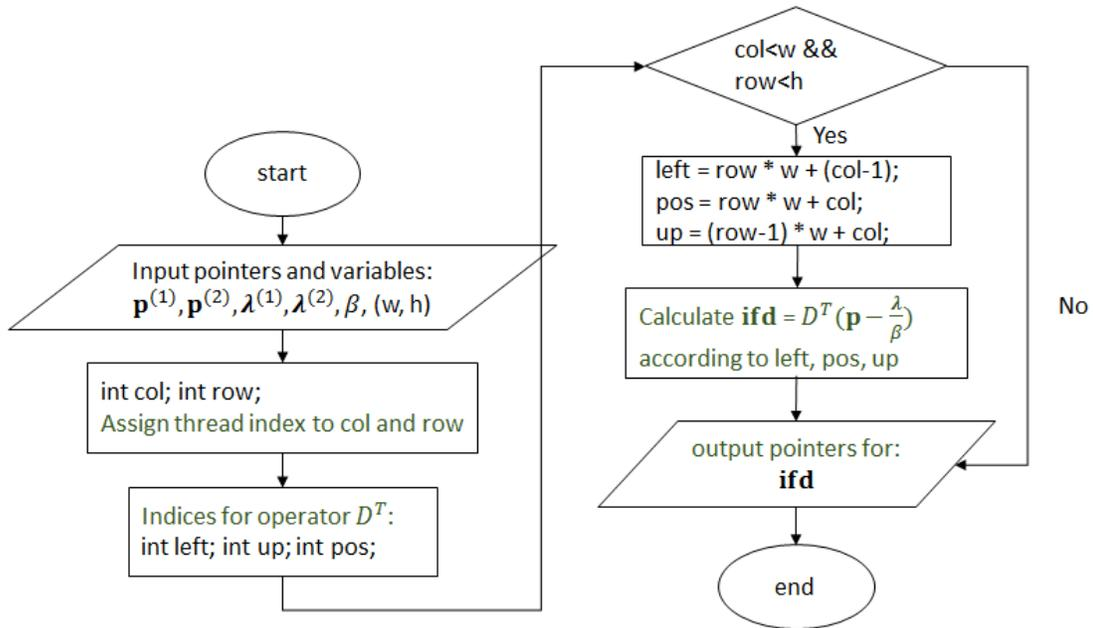 start
Input pointers and variables:
𝐩⁽¹⁾,𝐩⁽²⁾,𝝀⁽¹⁾,𝝀⁽²⁾,𝛽, (w, h)
int col; int row;
Assign thread index to col and row
Indices for operator 𝐷ᵀ:
int left; int up; int pos;
col<w &&
row<h
Yes
left = row * w + (col-1);
pos = row * w + col;
up = (row-1) * w + col;
Calculate ifd = 𝐷ᵀ(𝐩 − 𝜆/𝛽)
according to left, pos, up
No
output pointers for:
ifd
end